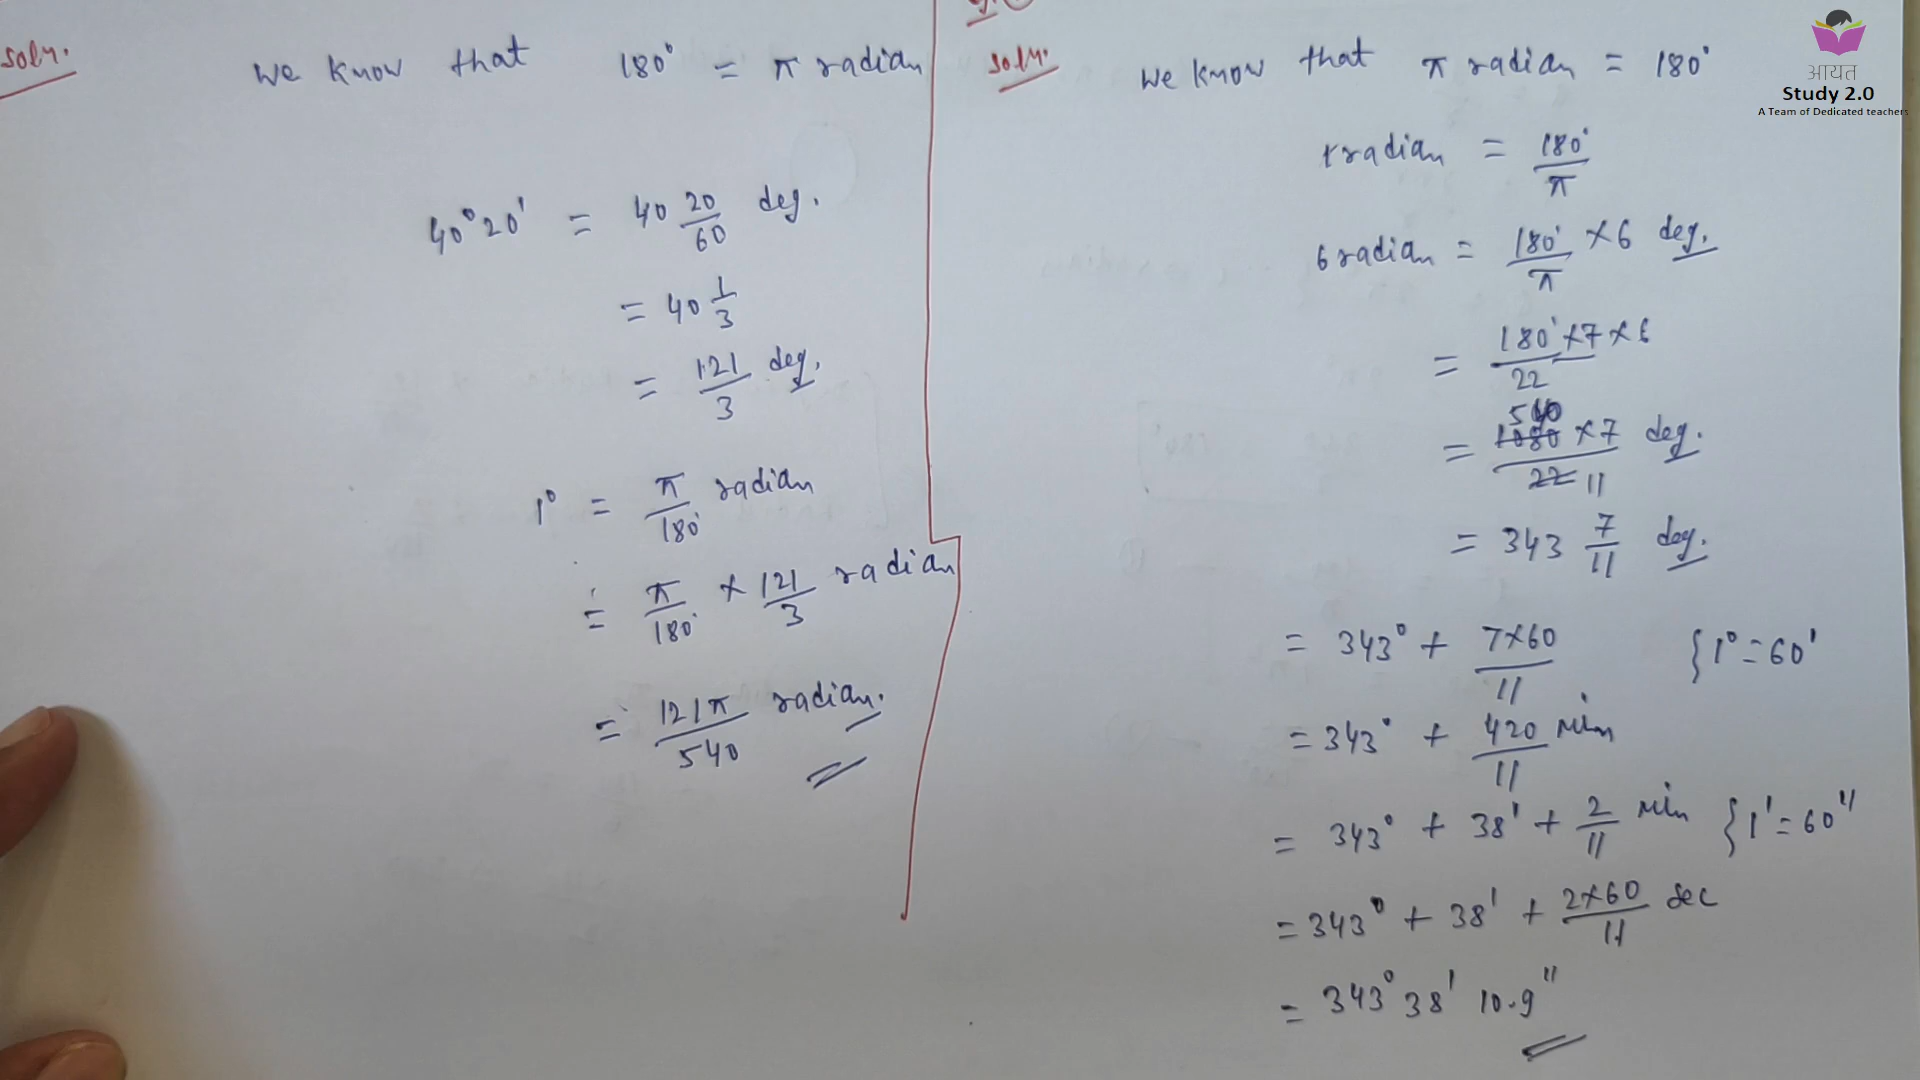 soln.
We know that 180° = π radian
40°20' = 40 20/60 deg.
= 40 1/3
= 121/3 deg.
1° = π/180° radian
= π/180° × 121/3 radian
= 121π/540 radian.
soln.
We know that π radian = 180°
1 radian = 180°/π
6 radian = 180°/π × 6 deg.
= 180° × 7 × 6/22
= 540 1080 × 7/22 11 deg.
= 343 7/11 deg.
= 343° + 7×60/11 {1° = 60'
= 343° + 420/11 min
= 343° + 38' + 2/11 min {1' = 60"
= 343° + 38' + 2×60/11 sec
= 343° 38' 10.9"
आयत
Study 2.0
A Team of Dedicated teachers